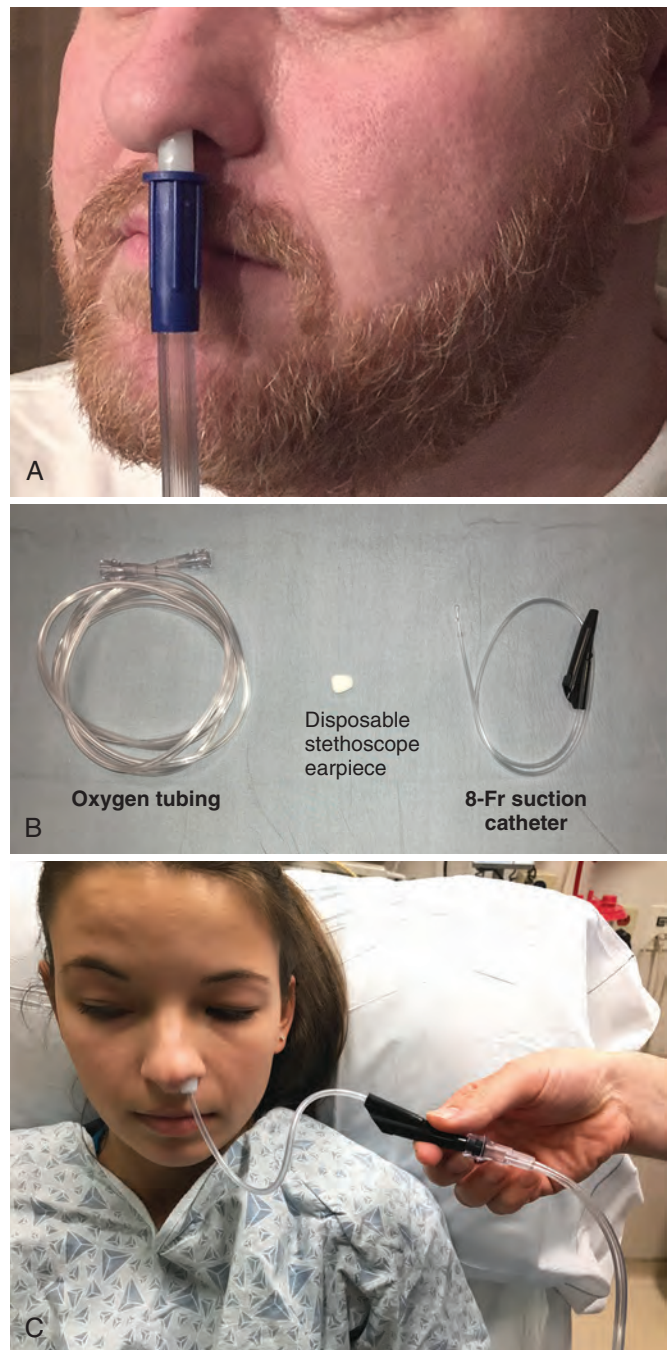 A
Oxygen tubing
Disposable
stethoscope
earpiece
8-Fr suction
catheter
B
C